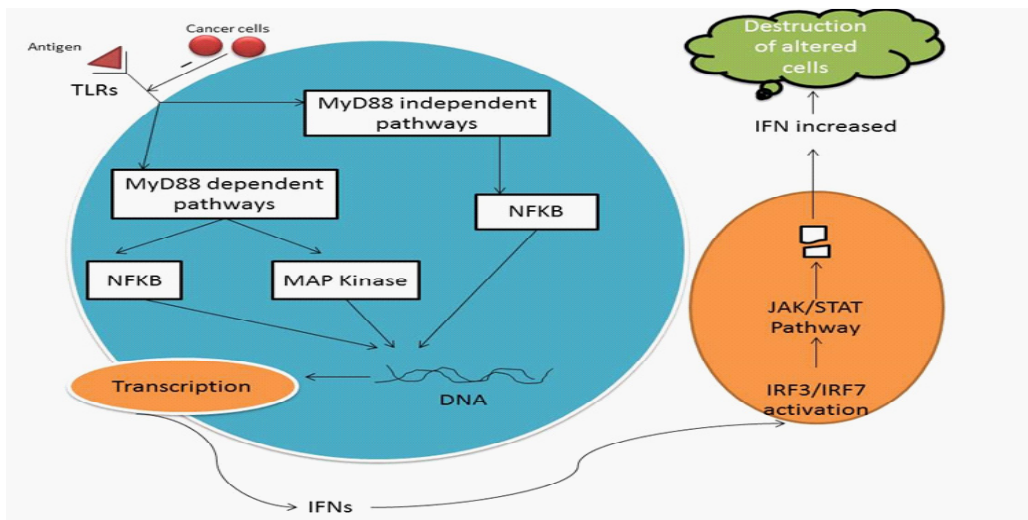 Cancer cells
Antigen
–
TLRs
MyD88 independent
pathways
MyD88 dependent
pathways
NFKB
NFKB
MAP Kinase
Transcription
DNA
IFNs
Destruction
of altered
cells
IFN increased
JAK/STAT
Pathway
IRF3/IRF7
activation